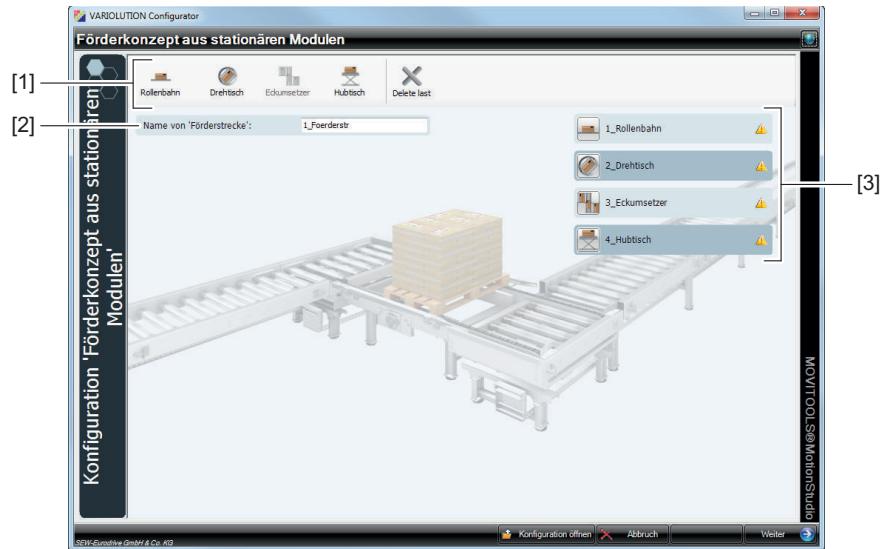 VARIOLUTION Configurator
Förderkonzept aus stationären Modulen
[1]
Rollenbahn
Drehtisch
Eckumsetzer
Hubtisch
Delete last
[2]
Name von 'Förderstrecke':
1_Foerderstr
1_Rollenbahn
2_Drehtisch
3_Eckumsetzer
4_Hubtisch
[3]
Konfiguration 'Förderkonzept aus stationären
Modulen'
MOVITOOLS®MotionStudio
SEW-Eurodrive GmbH & Co. KG
Konfiguration öffnen
Abbruch
Weiter